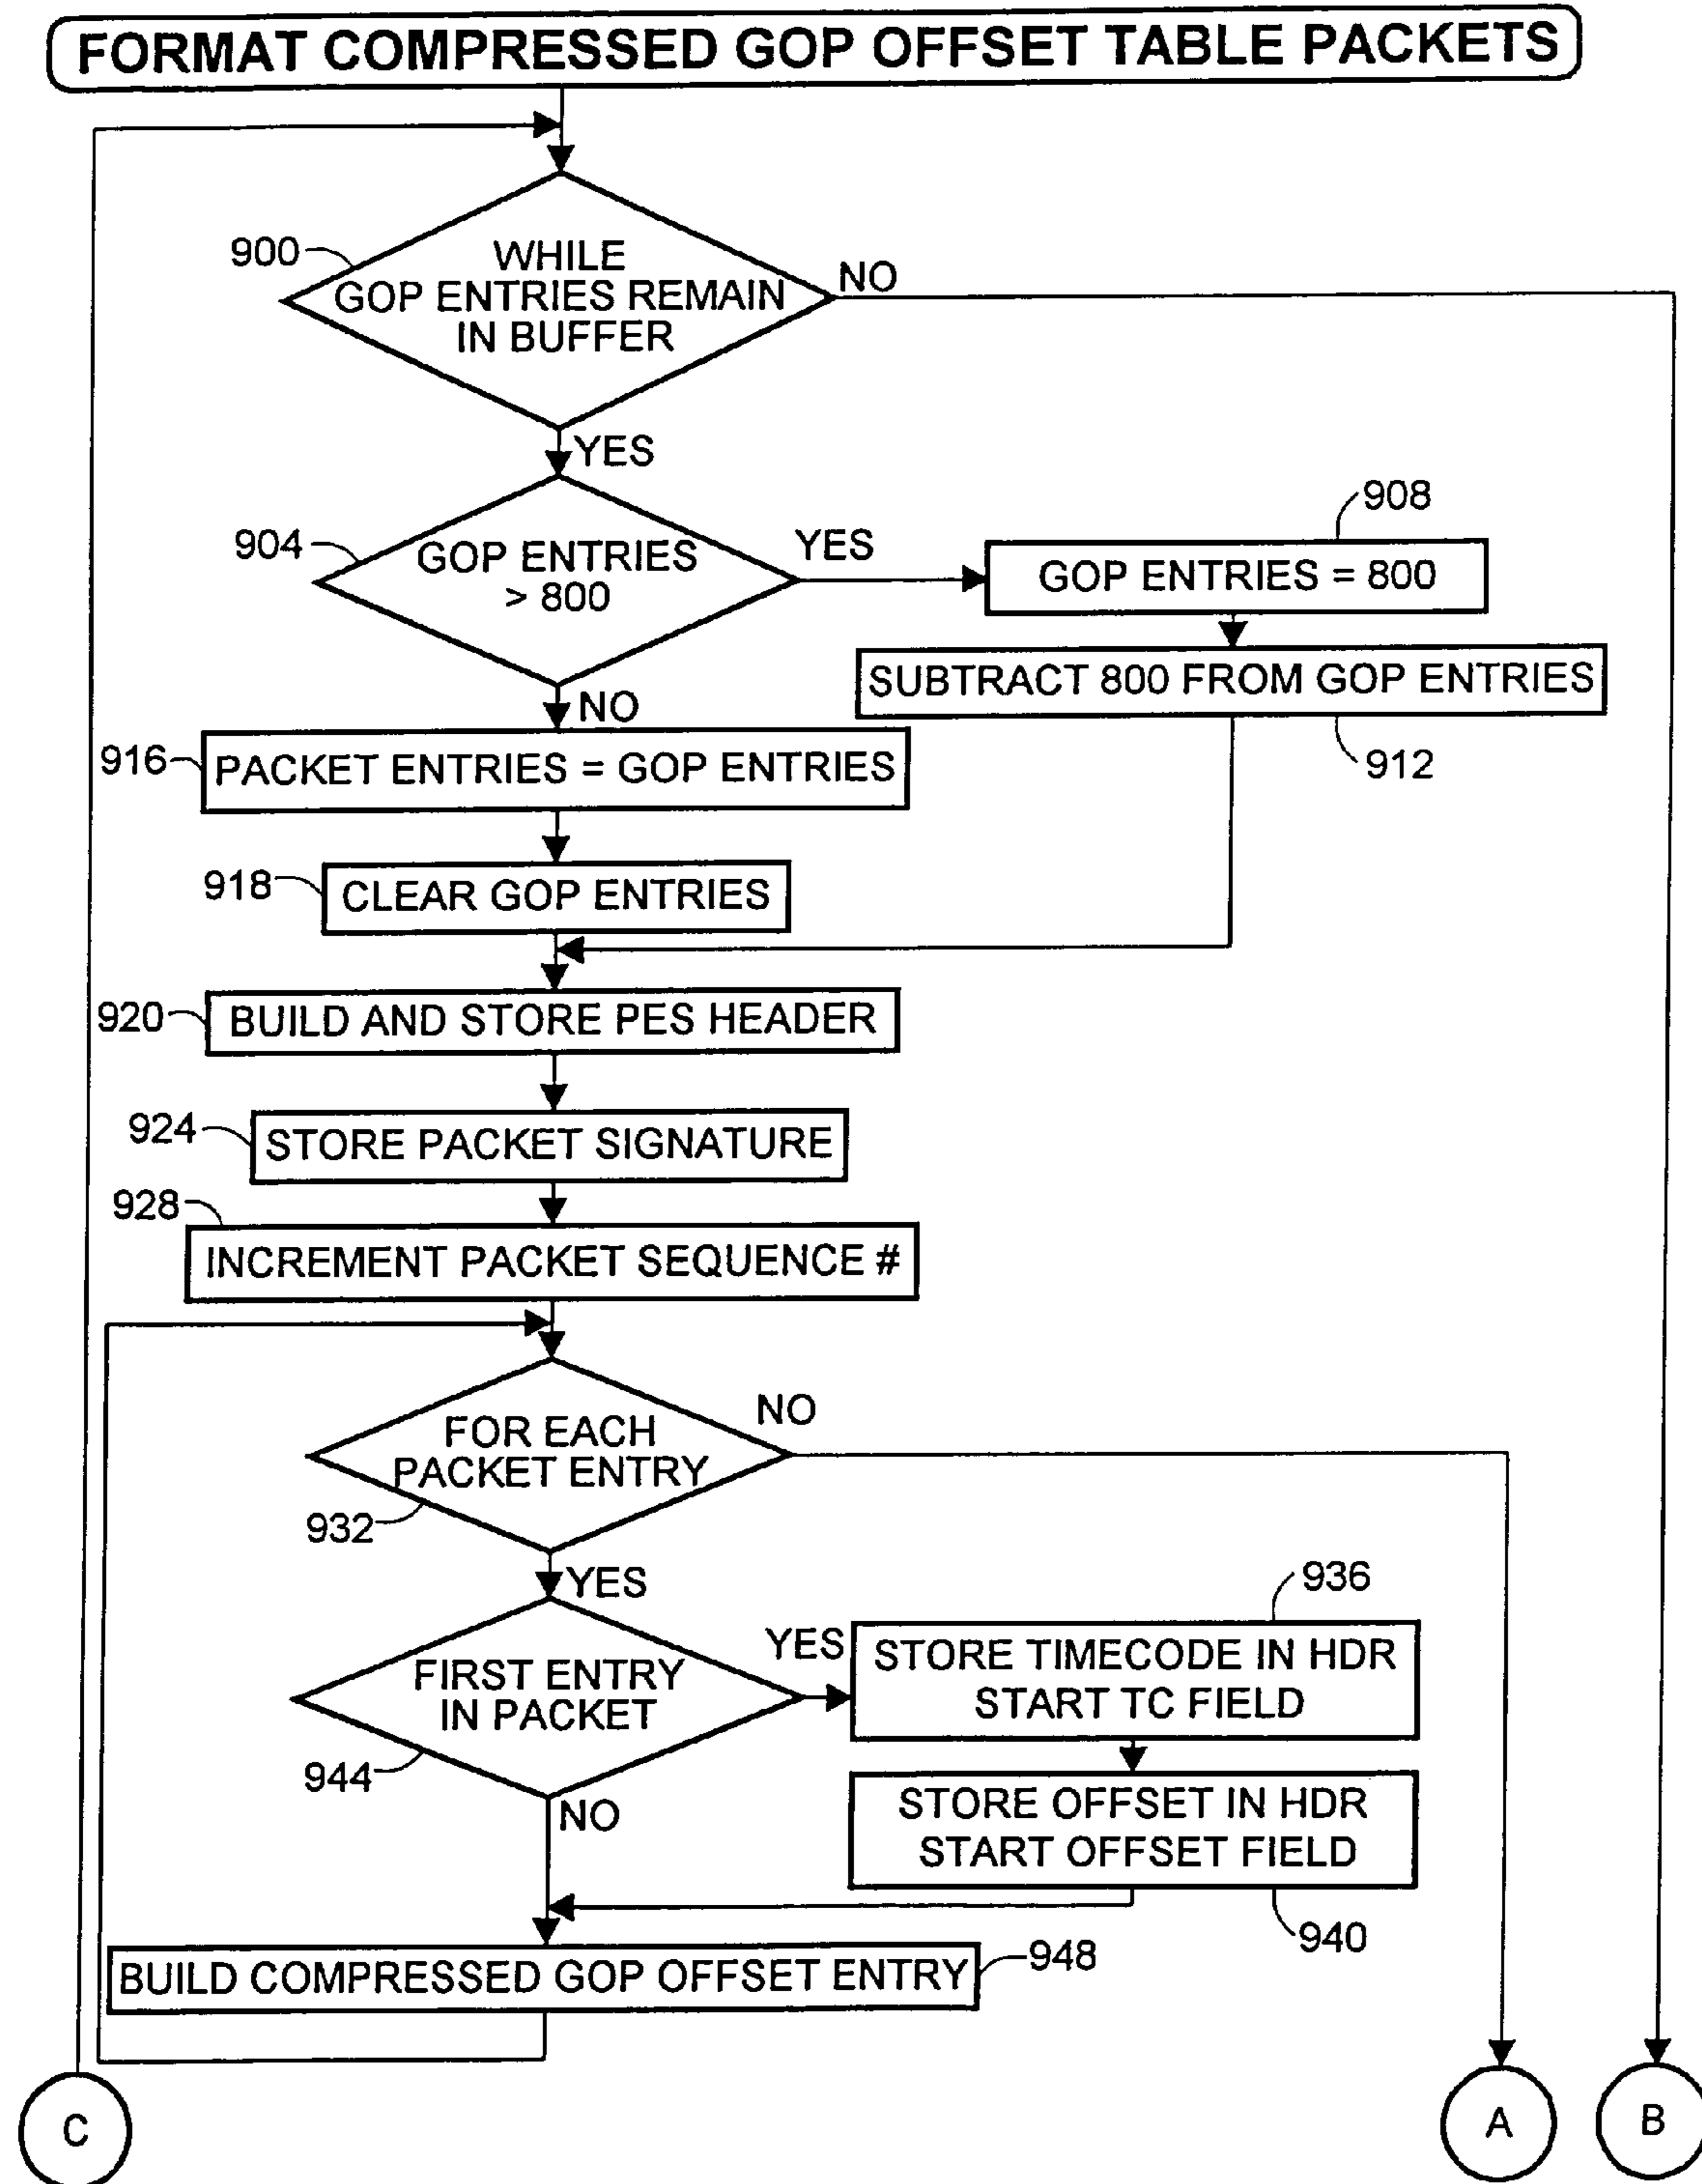 FORMAT COMPRESSED GOP OFFSET TABLE PACKETS
900
WHILE
GOP ENTRIES REMAIN
IN BUFFER
NO
YES
904
GOP ENTRIES
> 800
YES
908
GOP ENTRIES = 800
SUBTRACT 800 FROM GOP ENTRIES
912
NO
916
PACKET ENTRIES = GOP ENTRIES
918
CLEAR GOP ENTRIES
920
BUILD AND STORE PES HEADER
924
STORE PACKET SIGNATURE
928
INCREMENT PACKET SEQUENCE #
FOR EACH
PACKET ENTRY
NO
932
YES
FIRST ENTRY
IN PACKET
944
YES
936
STORE TIMECODE IN HDR
START TC FIELD
STORE OFFSET IN HDR
START OFFSET FIELD
940
NO
BUILD COMPRESSED GOP OFFSET ENTRY
948
C
A
B